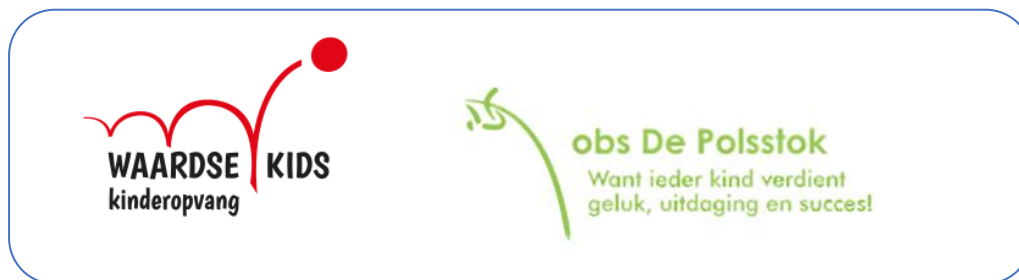 WAARDSE KIDS
kinderopvang
obs De Polsstok
Want ieder kind verdient
geluk, uitdaging en succes!